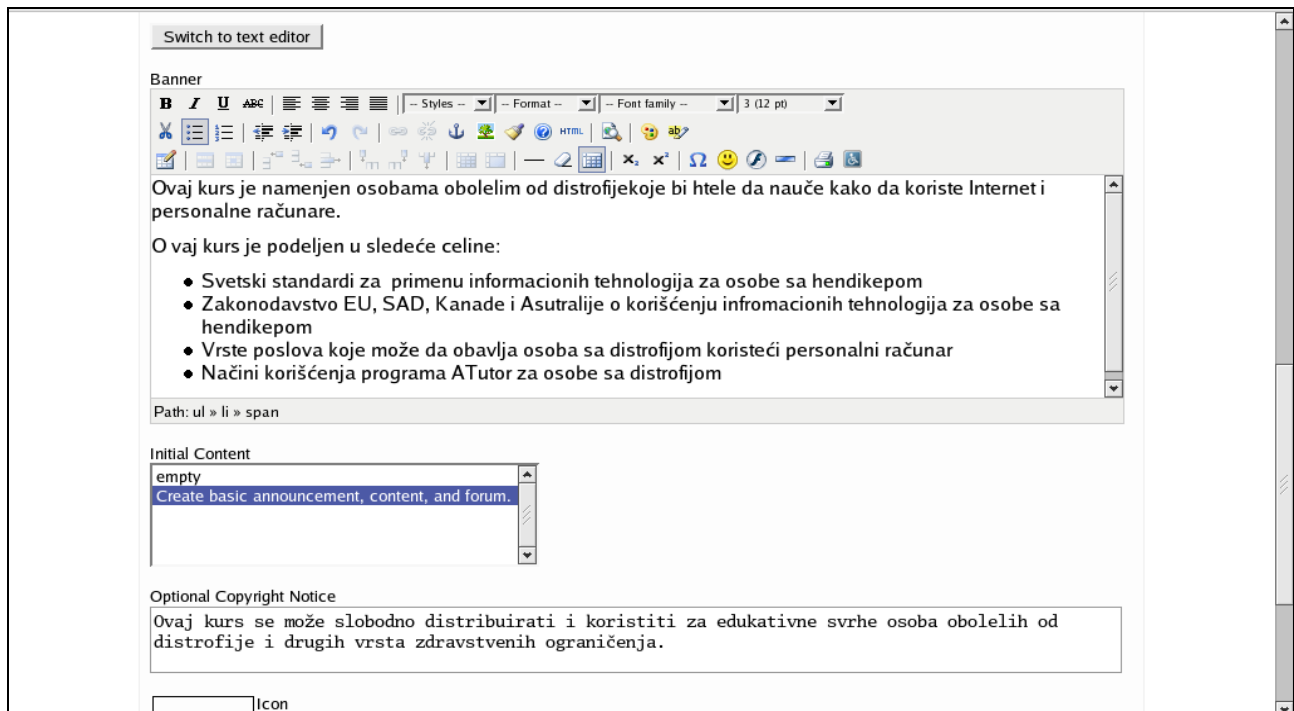 Switch to text editor
Banner
B I U ABC -- Styles -- -- Format -- -- Font family -- 3 (12 pt)
HTML
Ovaj kurs je namenjen osobama obolelim od distrofijekoje bi htele da nauče kako da koriste Internet i
personalne računare.
O vaj kurs je podeljen u sledeće celine:
Svetski standardi za primenu informacionih tehnologija za osobe sa hendikepom
Zakonodavstvo EU, SAD, Kanade i Asutralije o korišćenju infromacionih tehnologija za osobe sa
hendikepom
Vrste poslova koje može da obavlja osoba sa distrofijom koristeći personalni računar
Načini korišćenja programa ATutor za osobe sa distrofijom
Path: ul » li » span
Initial Content
empty
Create basic announcement, content, and forum.
Optional Copyright Notice
Ovaj kurs se može slobodno distribuirati i koristiti za edukativne svrhe osoba obolelih od
distrofije i drugih vrsta zdravstvenih ograničenja.
Icon